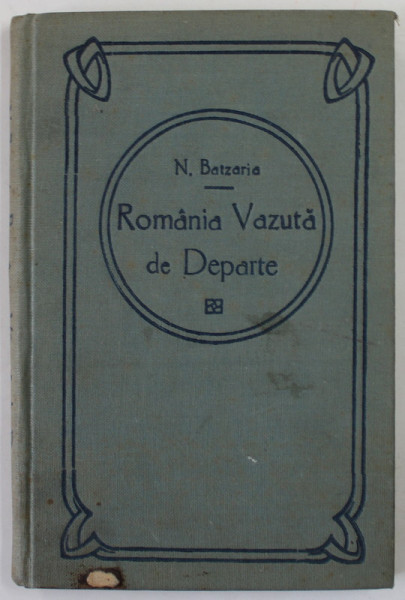 N. Batzaria
România Vazută
de Departe